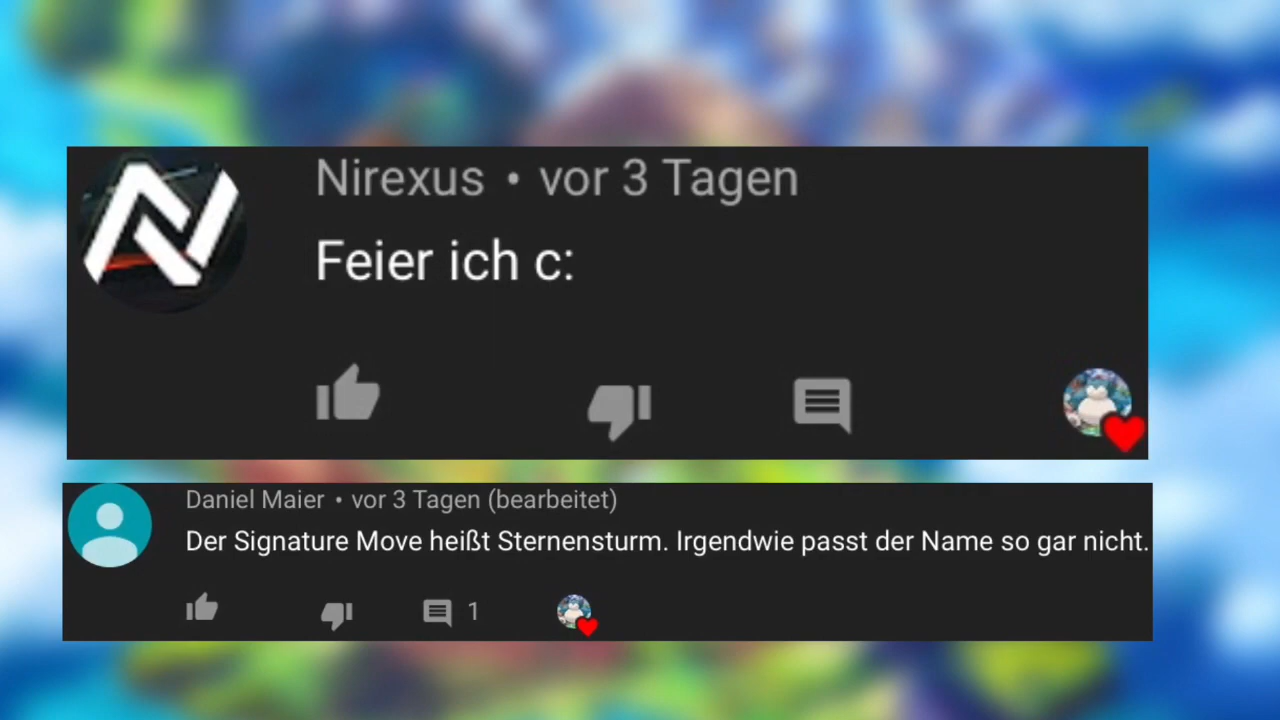 Nirexus • vor 3 Tagen
Feier ich c:
Daniel Maier • vor 3 Tagen (bearbeitet)
Der Signature Move heißt Sternensturm. Irgendwie passt der Name so gar nicht.
1